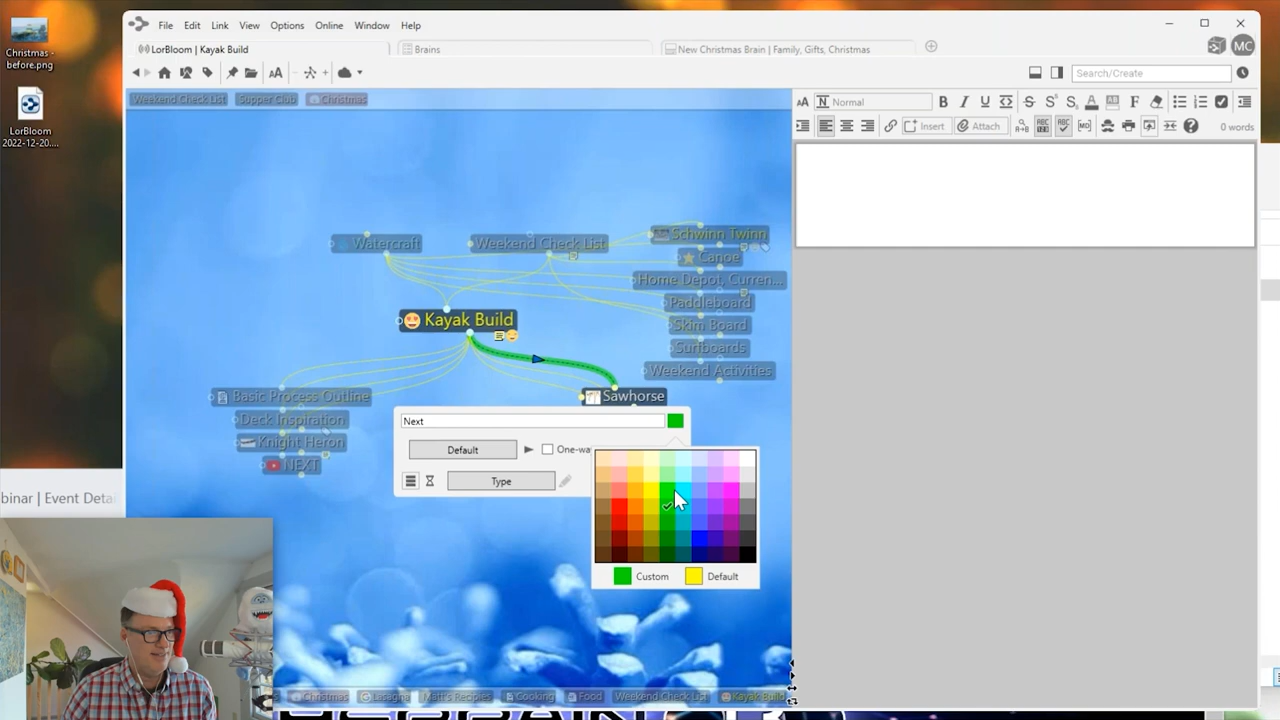 Christmas -
before.png
LorBloom
2022-12-20....
File Edit Link View Options Online Window Help
LorBloom | Kayak Build
Brains
New Christmas Brain | Family, Gifts, Christmas
MC
Search/Create
Weekend Check List Supper Club Christmas
Normal
Insert
Attach
0 words
Watercraft
Weekend Check List
Schwinn Twinn
Canoe
Home Depot, Curren...
Paddleboard
Skim Board
Surfboards
Weekend Activities
Kayak Build
Basic Process Outline
Deck Inspiration
Knight Heron
NEXT
Sawhorse
Next
Default
One-wa
Type
Custom Default
binar | Event Detai
Christmas Lasagna Matt's Recipies Cooking Food Weekend Check List Kayak Build